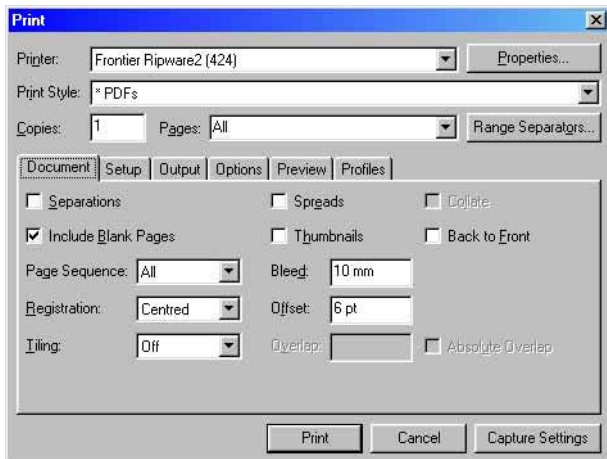 Print
Printer: Frontier Ripware2 (424) Properties...
Print Style: * PDFs
Copies: 1 Pages: All Range Separators...
Document Setup Output Options Preview Profiles
Separations Spreads Collate
Include Blank Pages Thumbnails Back to Front
Page Sequence: All Bleed: 10 mm
Registration: Centred Offset: 6 pt
Tiling: Off Overlap: Absolute Overlap
Print Cancel Capture Settings